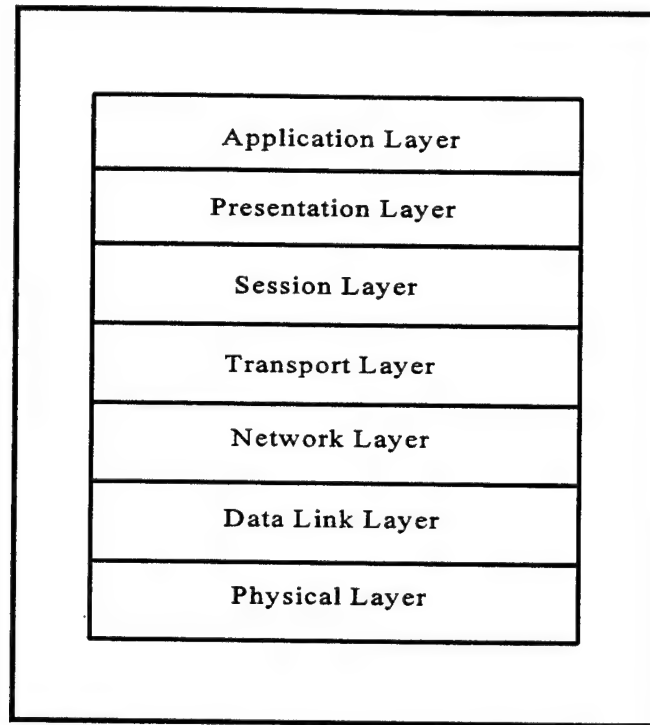 Application Layer
Presentation Layer
Session Layer
Transport Layer
Network Layer
Data Link Layer
Physical Layer